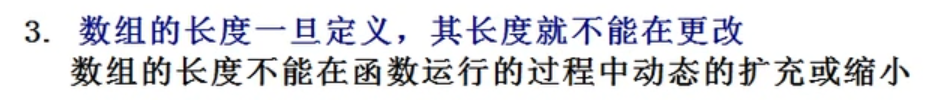 3. 数组的长度一旦定义，其长度就不能在更改
数组的长度不能在函数运行的过程中动态的扩充或缩小